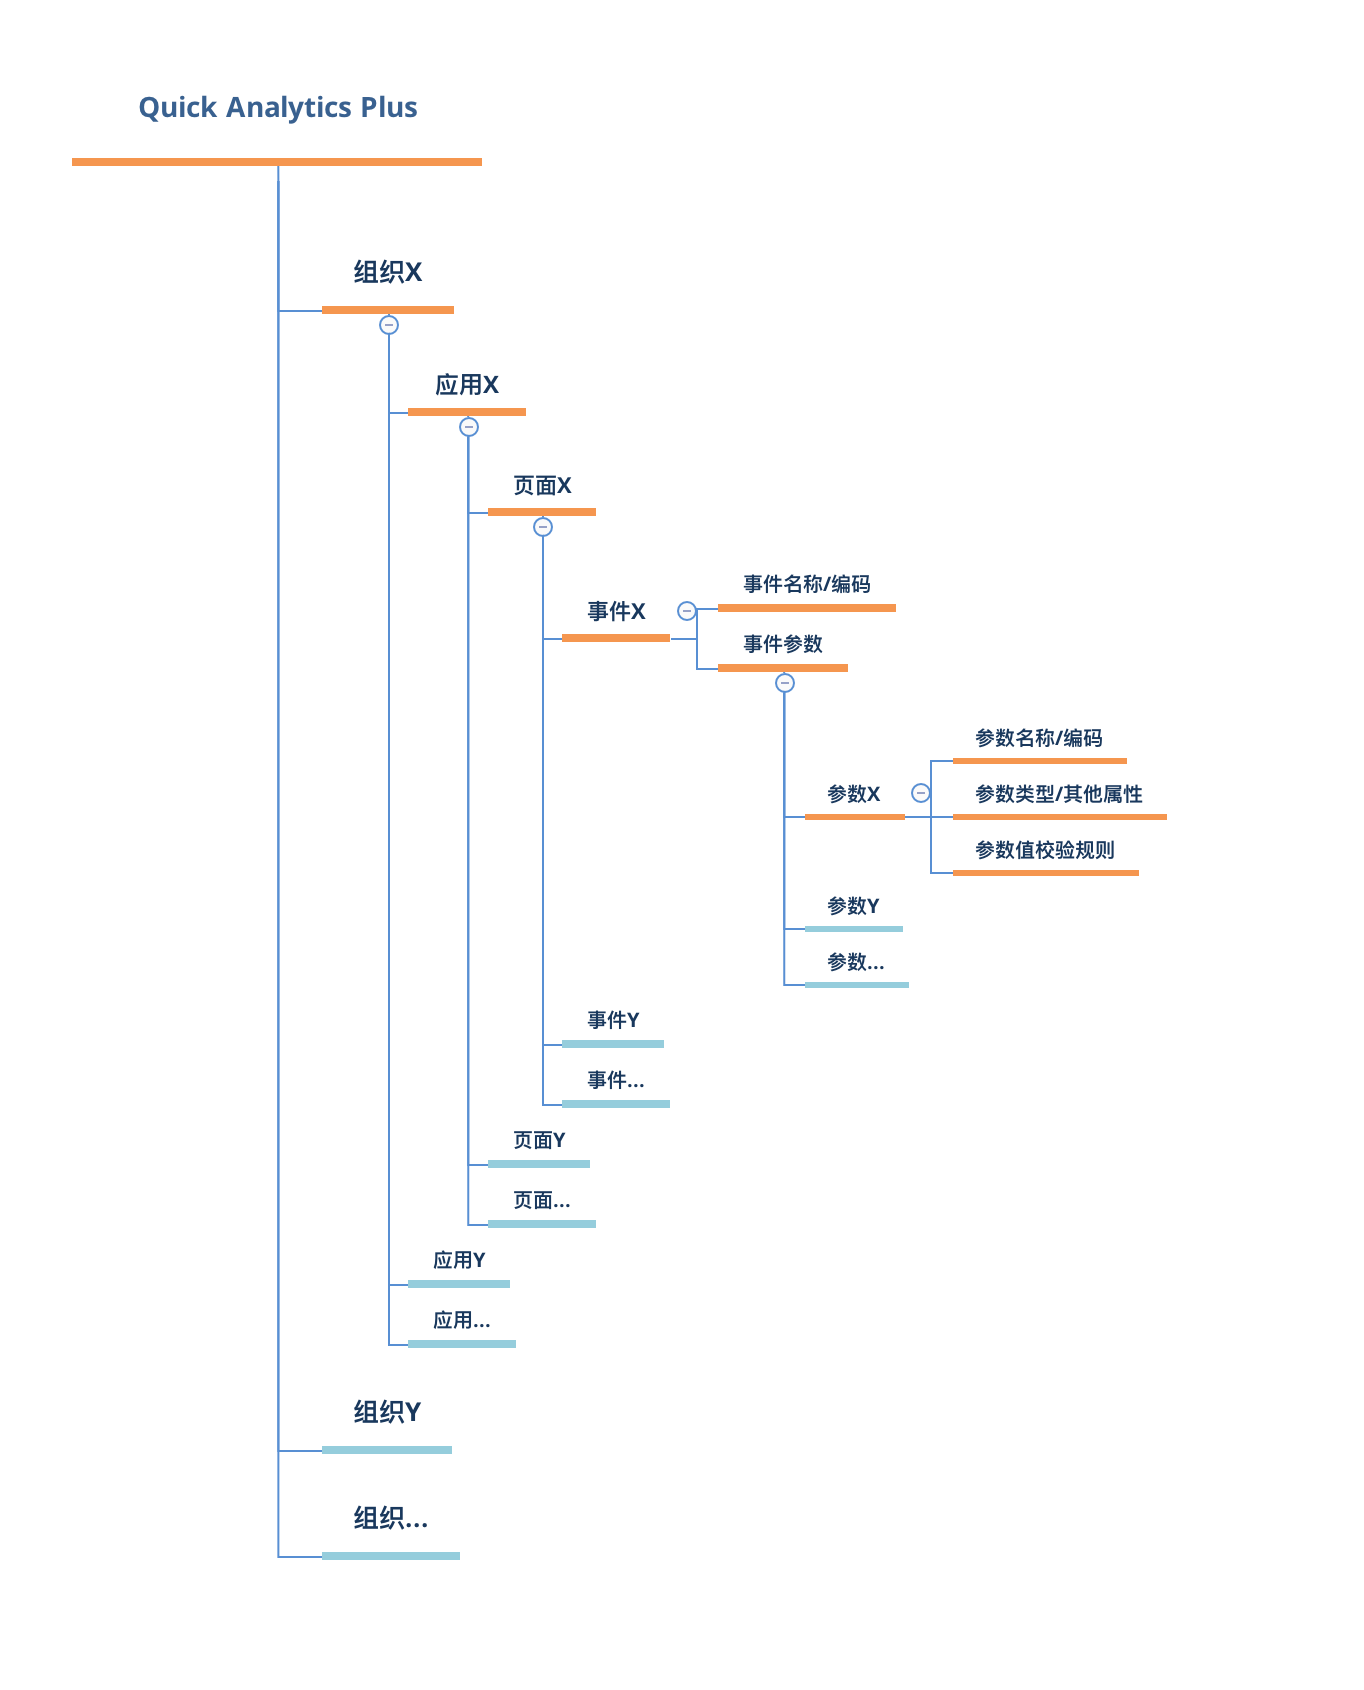 Quick Analytics Plus
组织X
应用X
页面X
事件X
事件名称/编码
事件参数
参数X
参数名称/编码
参数类型/其他属性
参数值校验规则
参数Y
参数...
事件Y
事件...
页面Y
页面...
应用Y
应用...
组织Y
组织...